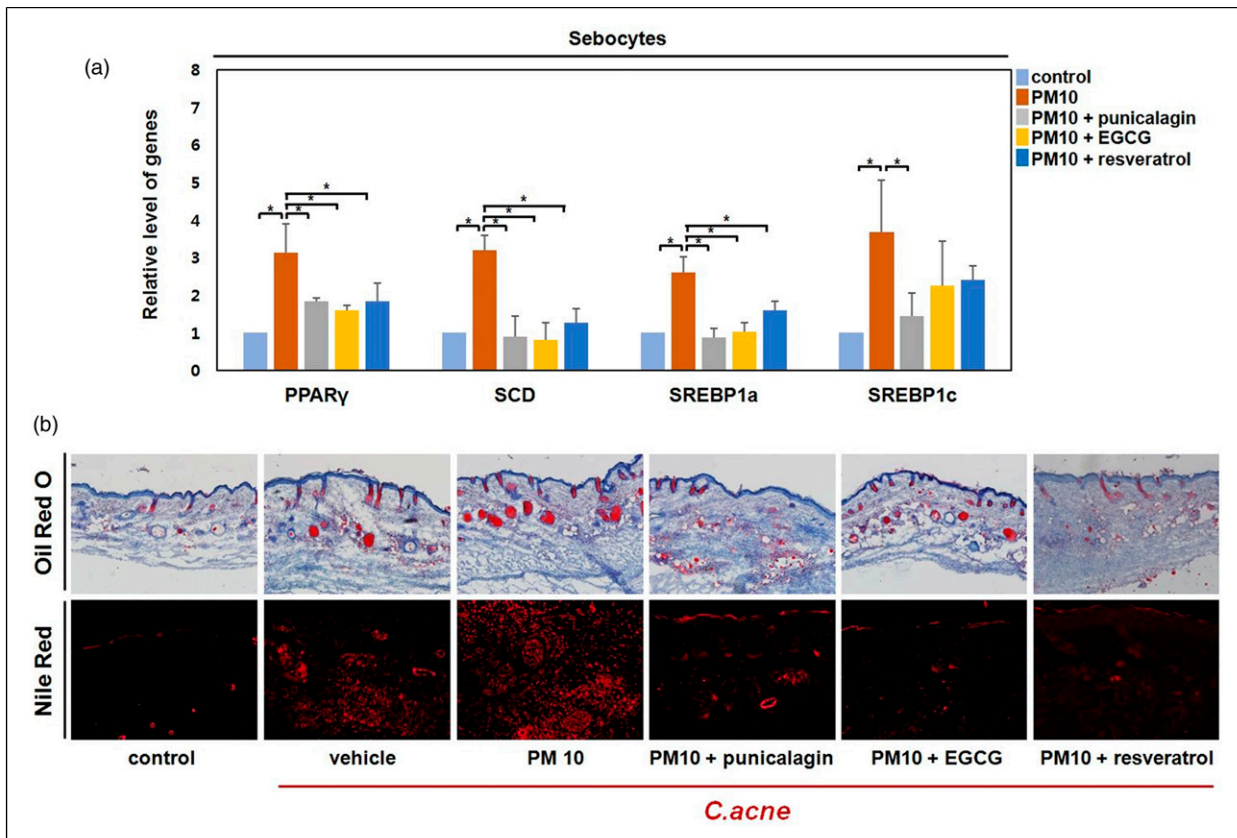 Sebocytes
(a)
Relative level of genes
8
7
6
5
4
3
2
1
0
control
PM10
PM10 + punicalagin
PM10 + EGCG
PM10 + resveratrol
* * * *
* * * *
* * * *
* *
PPARγ SCD SREBP1a SREBP1c
(b)
Oil Red O
Nile Red
control vehicle PM 10 PM10 + punicalagin PM10 + EGCG PM10 + resveratrol
C.acne